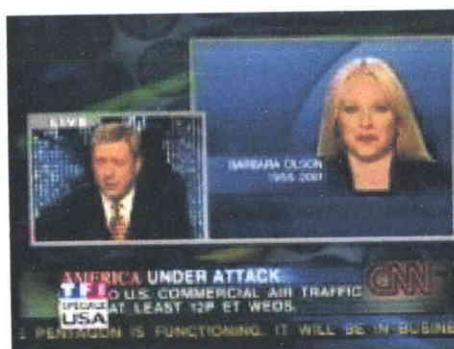 LIVE
BARBARA OLSON
1955-2001
AMERICA UNDER ATTACK
O U.S. COMMERCIAL AIR TRAFFIC
AT LEAST 12P ET WEDS.
CNN
TF1
SPECIALE
USA
PENTAGON IS FUNCTIONING. IT WILL BE IN BUSINE